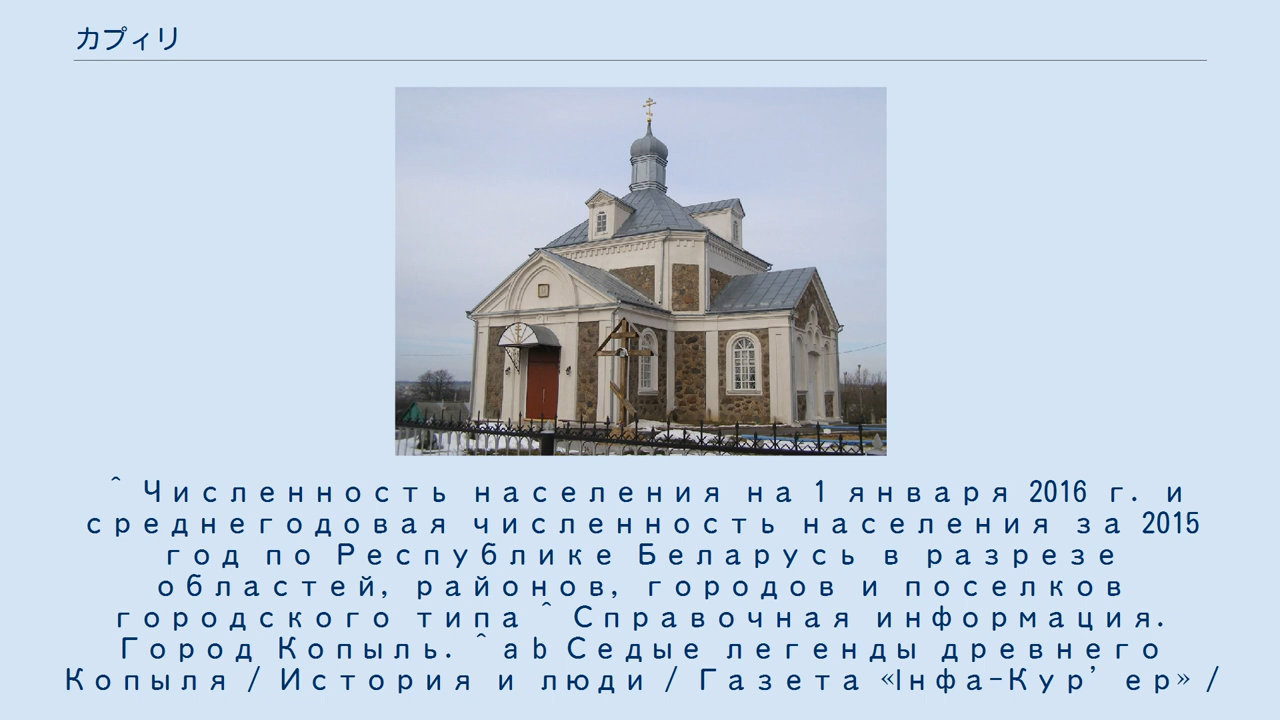 カプィリ
^ Численность населения на 1 января 2016 г. и
среднегодовая численность населения за 2015
год по Республике Беларусь в разрезе
областей, районов, городов и поселков
городского типа ^ Справочная информация.
Город Копыль. ^ a b Седые легенды древнего
Копыля / История и люди / Газета «Iнфа-Кур’ер» /